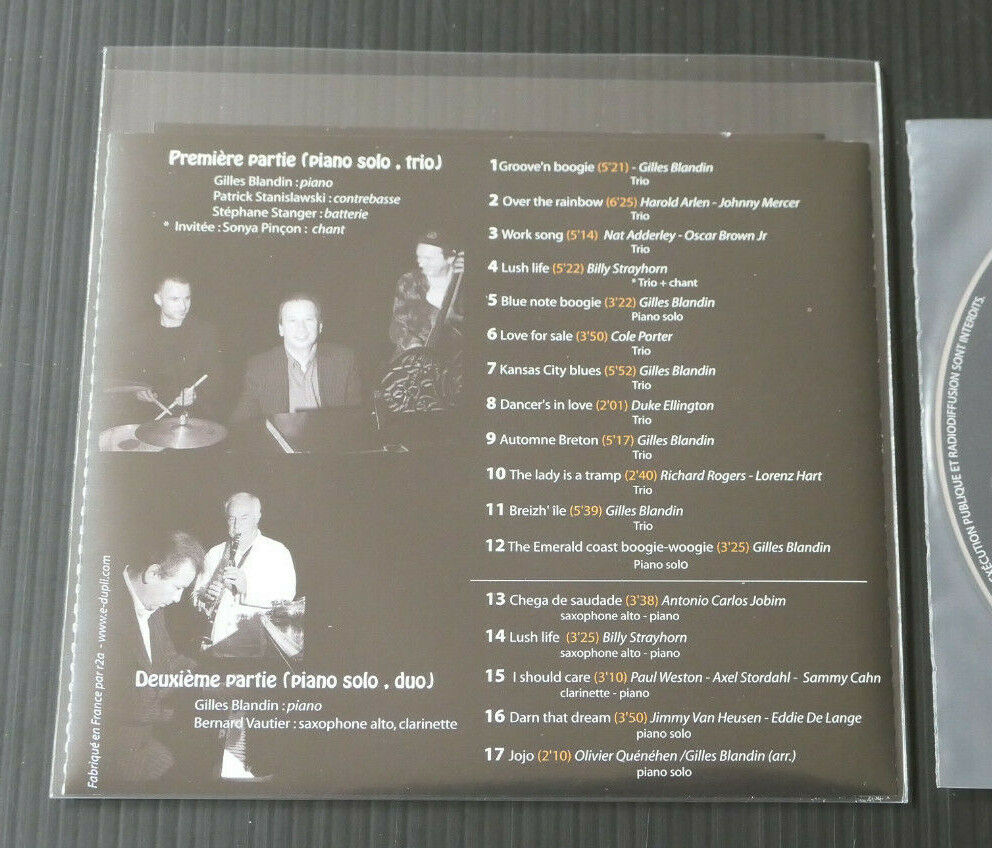 Première partie (piano solo , trio)
Gilles Blandin : piano
Patrick Stanislawski : contrebasse
Stéphane Stanger : batterie
* Invitée : Sonya Pinçon : chant
1 Groove'n boogie (5'21) - Gilles Blandin
Trio
2 Over the rainbow (6'25) Harold Arlen - Johnny Mercer
Trio
3 Work song (5'14) Nat Adderley - Oscar Brown Jr
Trio
4 Lush life (5'22) Billy Strayhorn
* Trio + chant
5 Blue note boogie (3'22) Gilles Blandin
Piano solo
6 Love for sale (3'50) Cole Porter
Trio
7 Kansas City blues (5'52) Gilles Blandin
Trio
8 Dancer's in love (2'01) Duke Ellington
Trio
9 Automne Breton (5'17) Gilles Blandin
Trio
10 The lady is a tramp (2'40) Richard Rogers - Lorenz Hart
Trio
11 Breizh' île (5'39) Gilles Blandin
Trio
12 The Emerald coast boogie-woogie (3'25) Gilles Blandin
Piano solo
Deuxième partie (piano solo , duo)
Gilles Blandin : piano
Bernard Vautier : saxophone alto, clarinette
13 Chega de saudade (3'38) Antonio Carlos Jobim
saxophone alto - piano
14 Lush life (3'25) Billy Strayhorn
saxophone alto - piano
15 I should care (3'10) Paul Weston - Axel Stordahl - Sammy Cahn
clarinette - piano
16 Darn that dream (3'50) Jimmy Van Heusen - Eddie De Lange
piano solo
17 Jojo (2'10) Olivier Quénéhen /Gilles Blandin (arr.)
piano solo
Fabriqué en France par r2a - www.e-dupli.com
EXÉCUTION PUBLIQUE ET RADIODIFFUSION SONT INTERDITS.